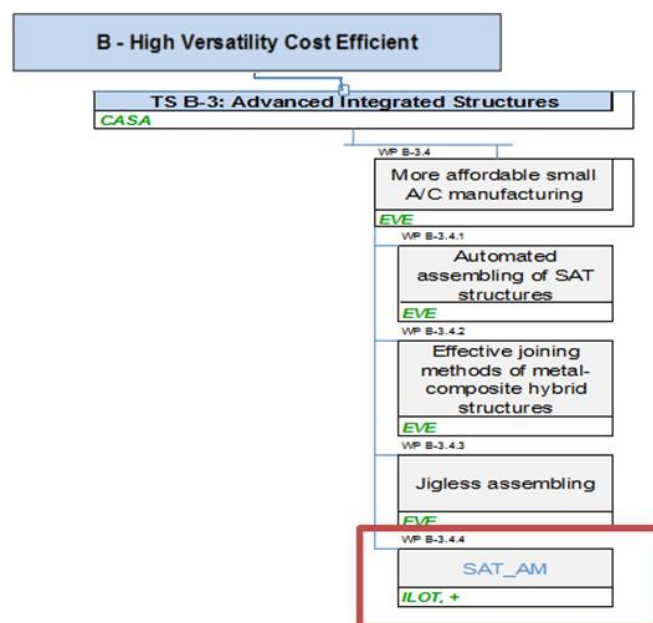 B - High Versatility Cost Efficient
TS B-3: Advanced Integrated Structures
CASA
WP B-3.4
More affordable small
A/C manufacturing
EVE
WP B-3.4.1
Automated
assembling of SAT
structures
EVE
WP B-3.4.2
Effective joining
methods of metal-
composite hybrid
structures
EVE
WP B-3.4.3
Jigless assembling
EVE
WP B-3.4.4
SAT_AM
ILOT, +